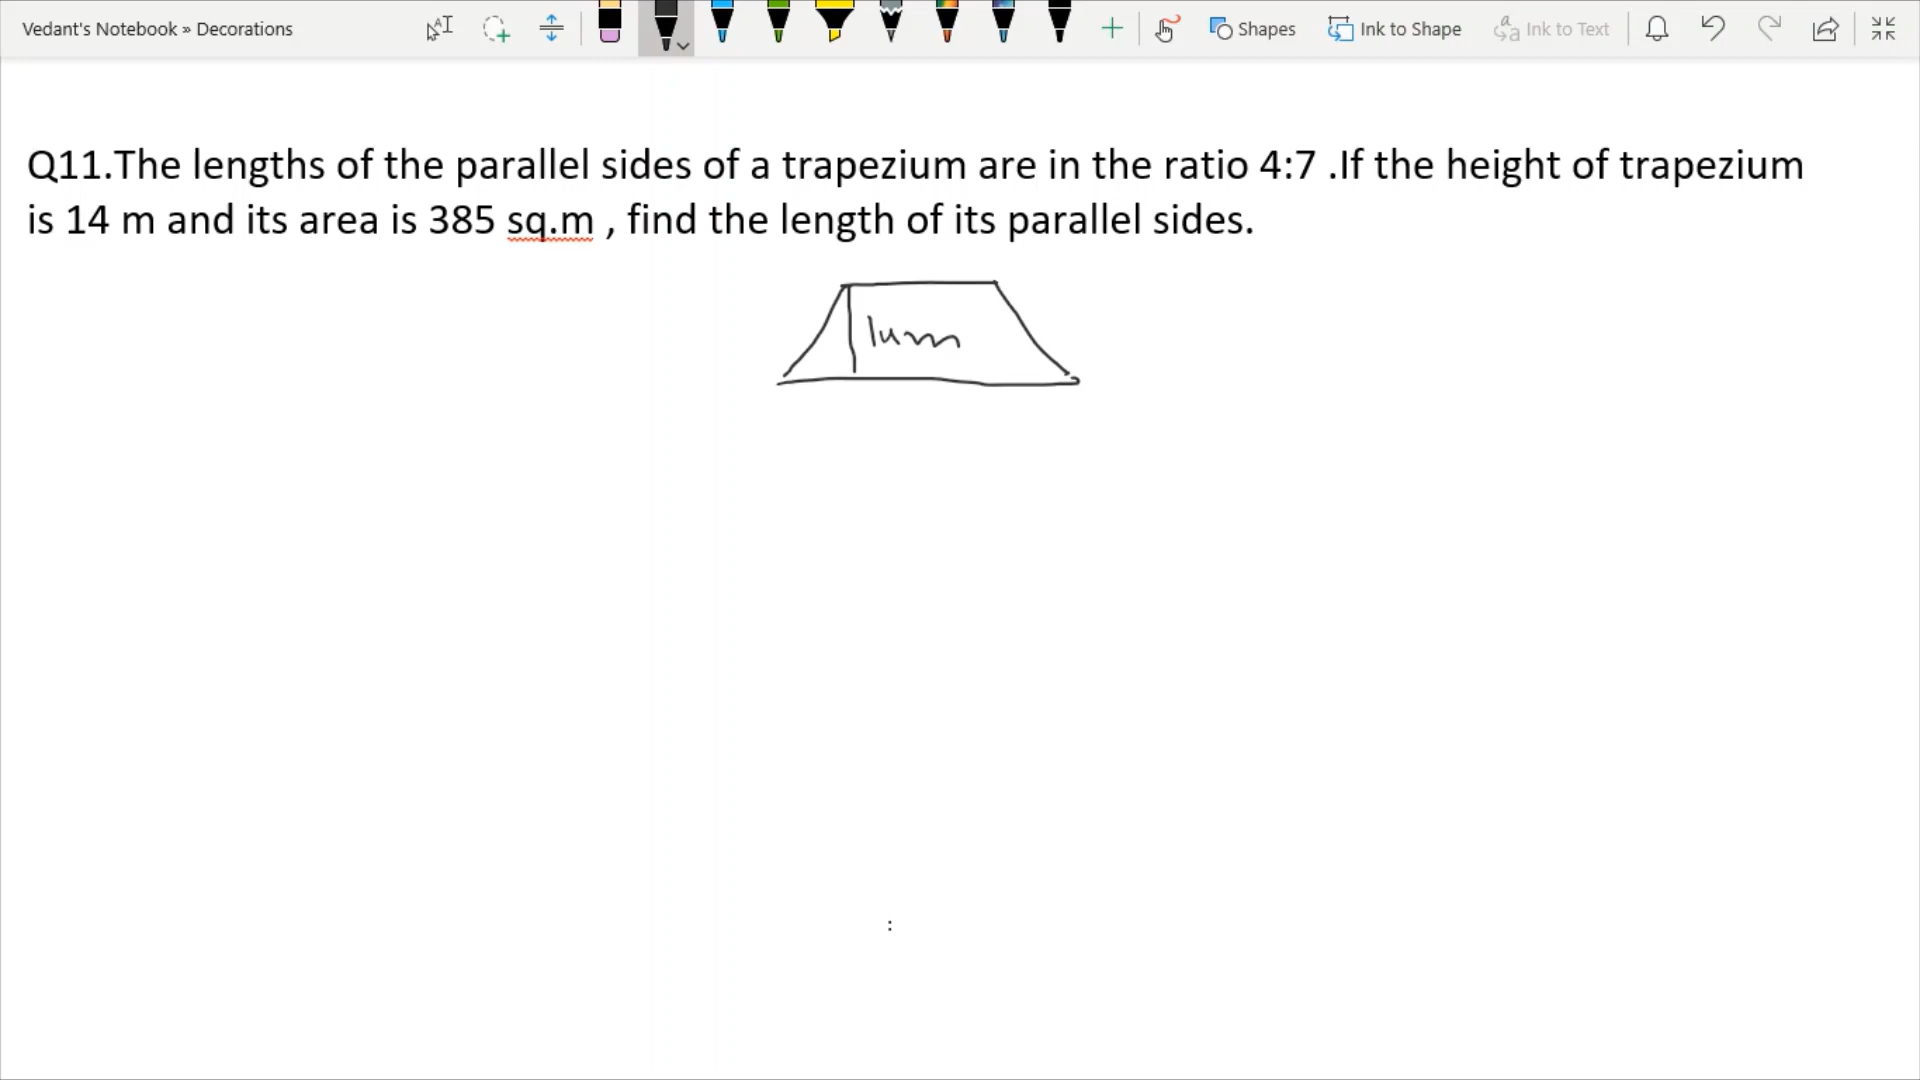 Vedant's Notebook » Decorations
Shapes
Ink to Shape
Ink to Text
Q11.The lengths of the parallel sides of a trapezium are in the ratio 4:7 .If the height of trapezium
is 14 m and its area is 385 sq.m , find the length of its parallel sides.
14m